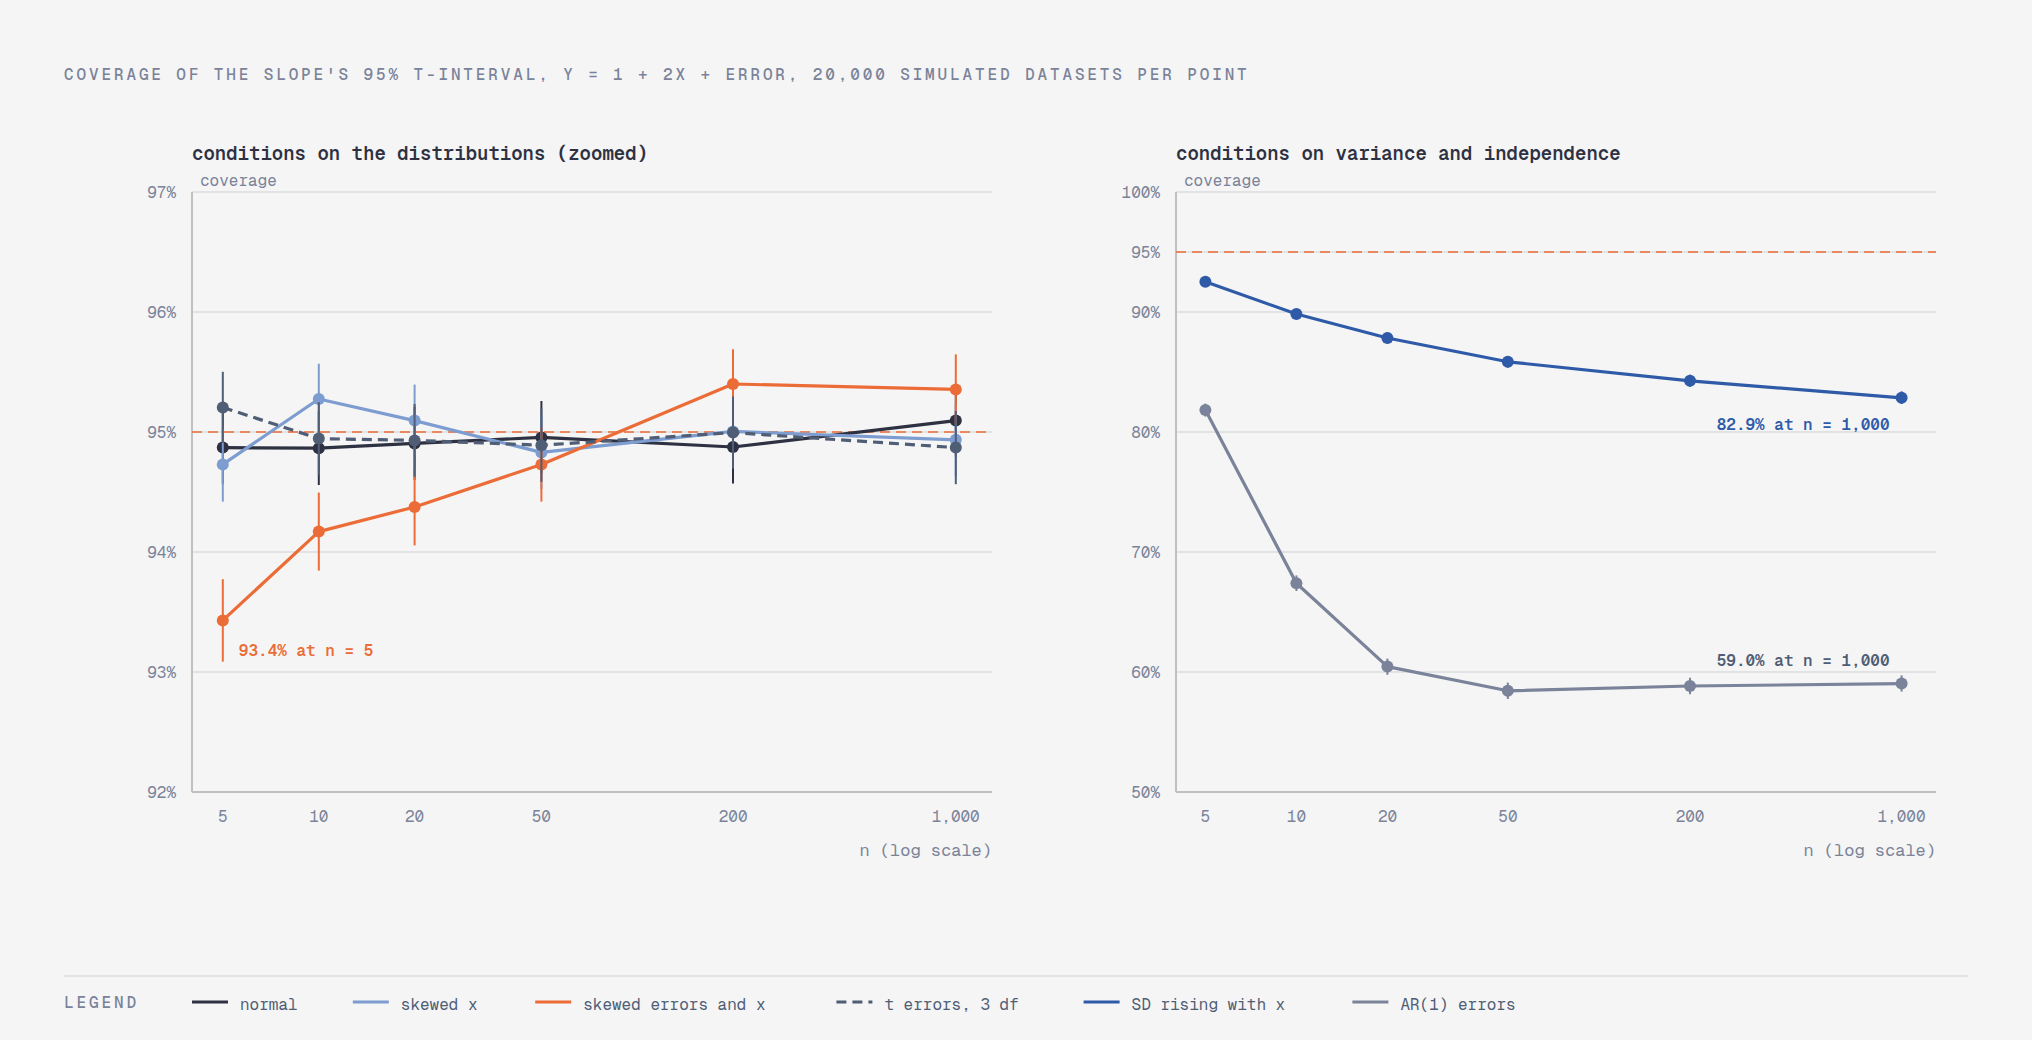 COVERAGE OF THE SLOPE'S 95% T-INTERVAL, Y = 1 + 2X + ERROR, 20,000 SIMULATED DATASETS PER POINT
conditions on the distributions (zoomed)
coverage
97%
96%
95%
94%
93%
92%
93.4% at n = 5
5 10 20 50 200 1,000
n (log scale)
conditions on variance and independence
coverage
100%
95%
90%
80%
70%
60%
50%
82.9% at n = 1,000
59.0% at n = 1,000
5 10 20 50 200 1,000
n (log scale)
LEGEND normal skewed x skewed errors and x t errors, 3 df SD rising with x AR(1) errors